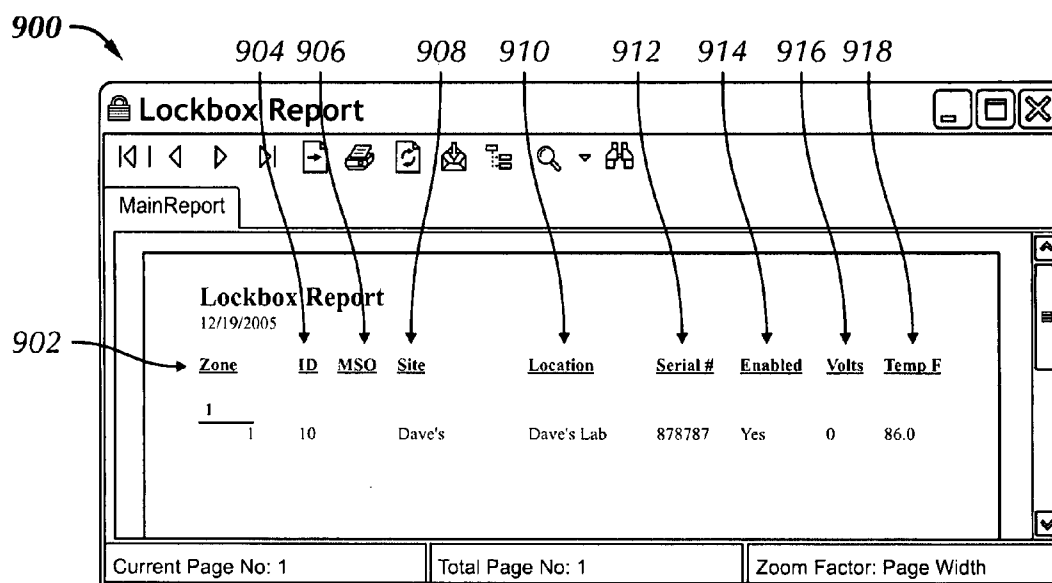 900
904 906 908 910 912 914 916 918
Lockbox Report
MainReport
Lockbox Report
12/19/2005
902
Zone ID MSO Site Location Serial # Enabled Volts Temp F
1
1 10 Dave's Dave's Lab 878787 Yes 0 86.0
Current Page No: 1 Total Page No: 1 Zoom Factor: Page Width